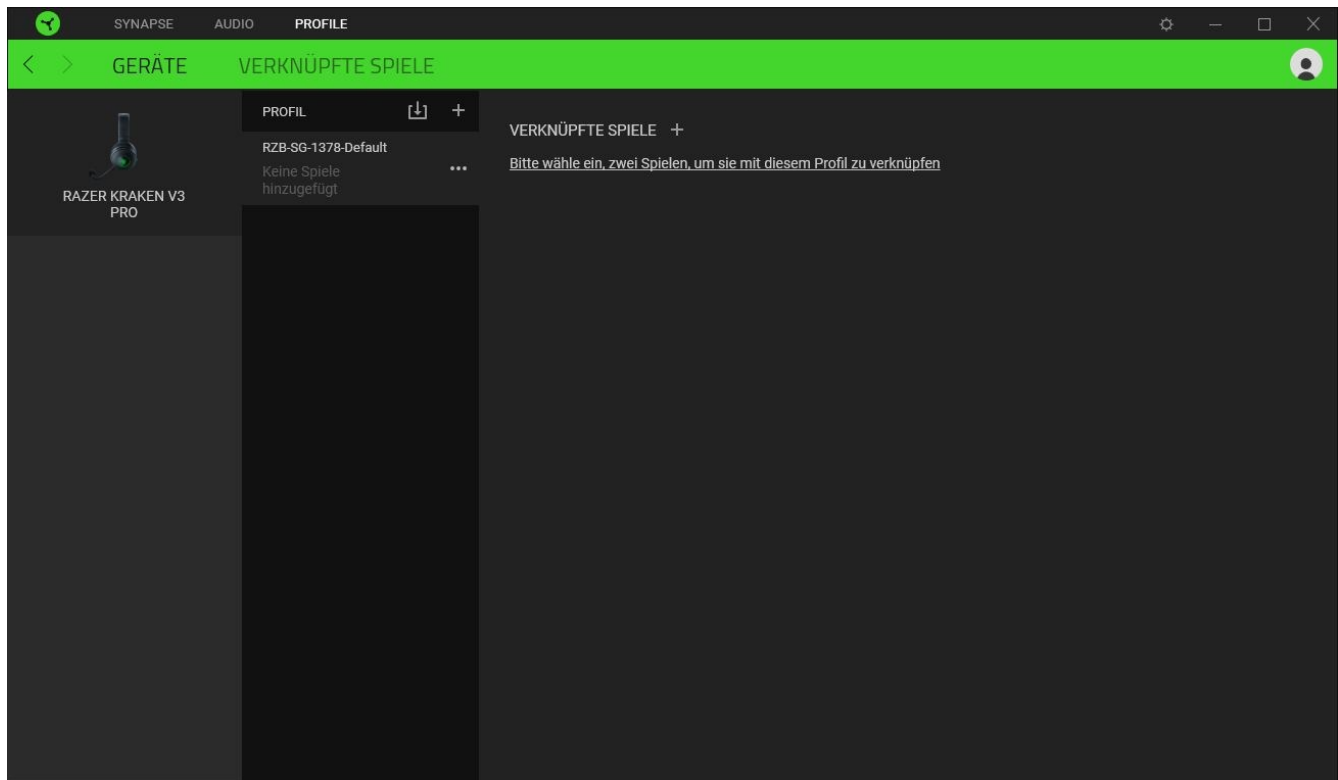 SYNAPSE AUDIO PROFILE
GERÄTE VERKNÜPFTE SPIELE
RAZER KRAKEN V3
PRO
PROFIL
RZB-SG-1378-Default
Keine Spiele
hinzugefügt
VERKNÜPFTE SPIELE +
Bitte wähle ein, zwei Spielen, um sie mit diesem Profil zu verknüpfen